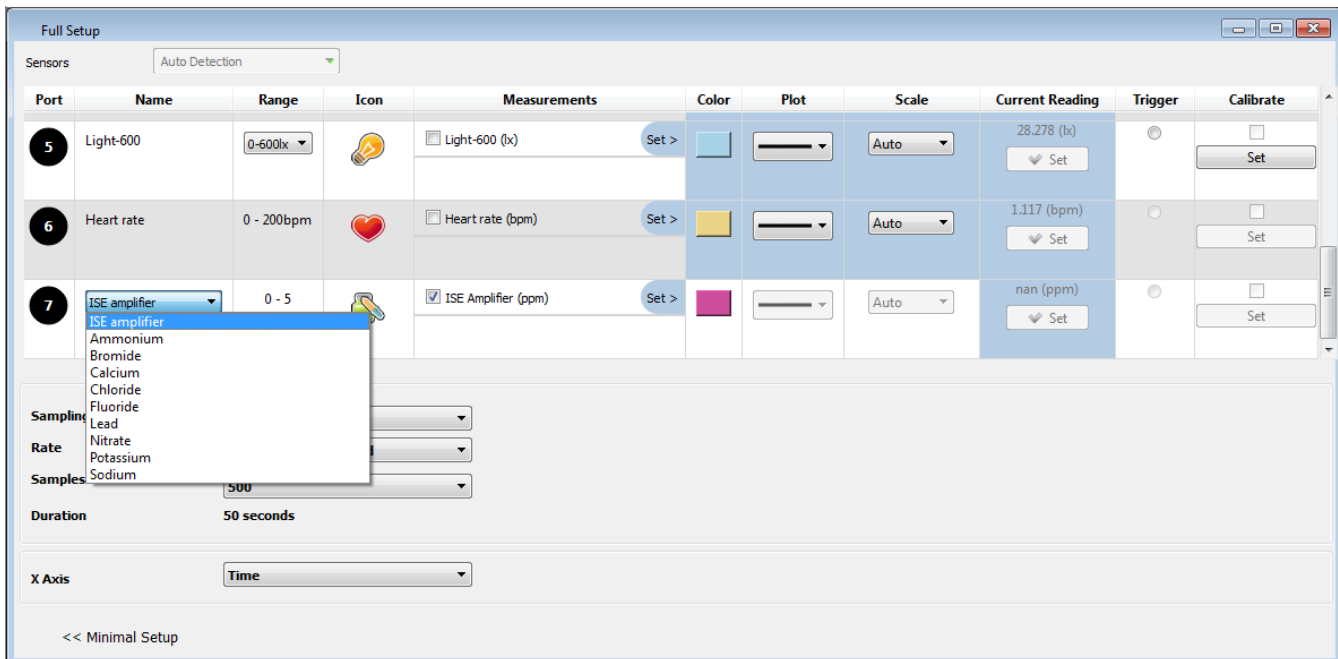 Full Setup
Sensors Auto Detection
Port Name Range Icon Measurements Color Plot Scale Current Reading Trigger Calibrate
5 Light-600 0-600lx Light-600 (lx) Set > Auto 28.278 (lx)
Set Set
6 Heart rate 0 - 200bpm Heart rate (bpm) Set > Auto 1.117 (bpm)
Set Set
7 ISE amplifier 0 - 5 ISE Amplifier (ppm) Set > Auto nan (ppm)
Set Set
ISE amplifier
Ammonium
Bromide
Calcium
Chloride
Fluoride
Lead
Nitrate
Potassium
Sodium
Sampling
Rate
Samples 500
Duration 50 seconds
X Axis Time
<< Minimal Setup